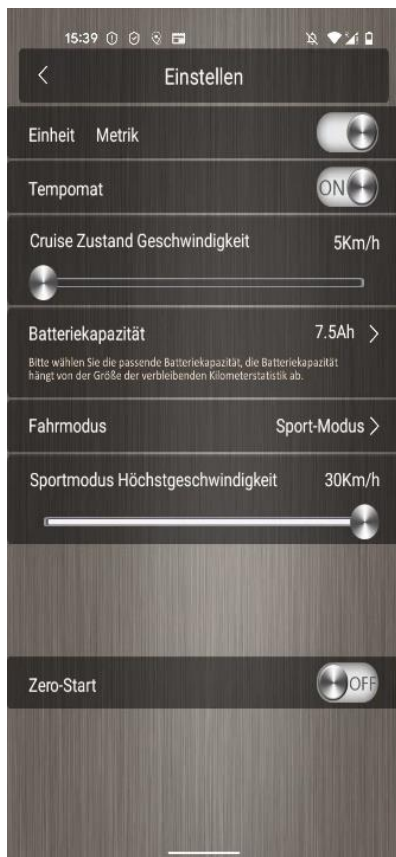 15:39
Einstellen
Einheit Metrik
Tempomat ON
Cruise Zustand Geschwindigkeit 5Km/h
Batteriekapazität 7.5Ah
Bitte wählen Sie die passende Batteriekapazität, die Batteriekapazität
hängt von der Größe der verbleibenden Kilometerstatistik ab.
Fahrmodus Sport-Modus
Sportmodus Höchstgeschwindigkeit 30Km/h
Zero-Start OFF